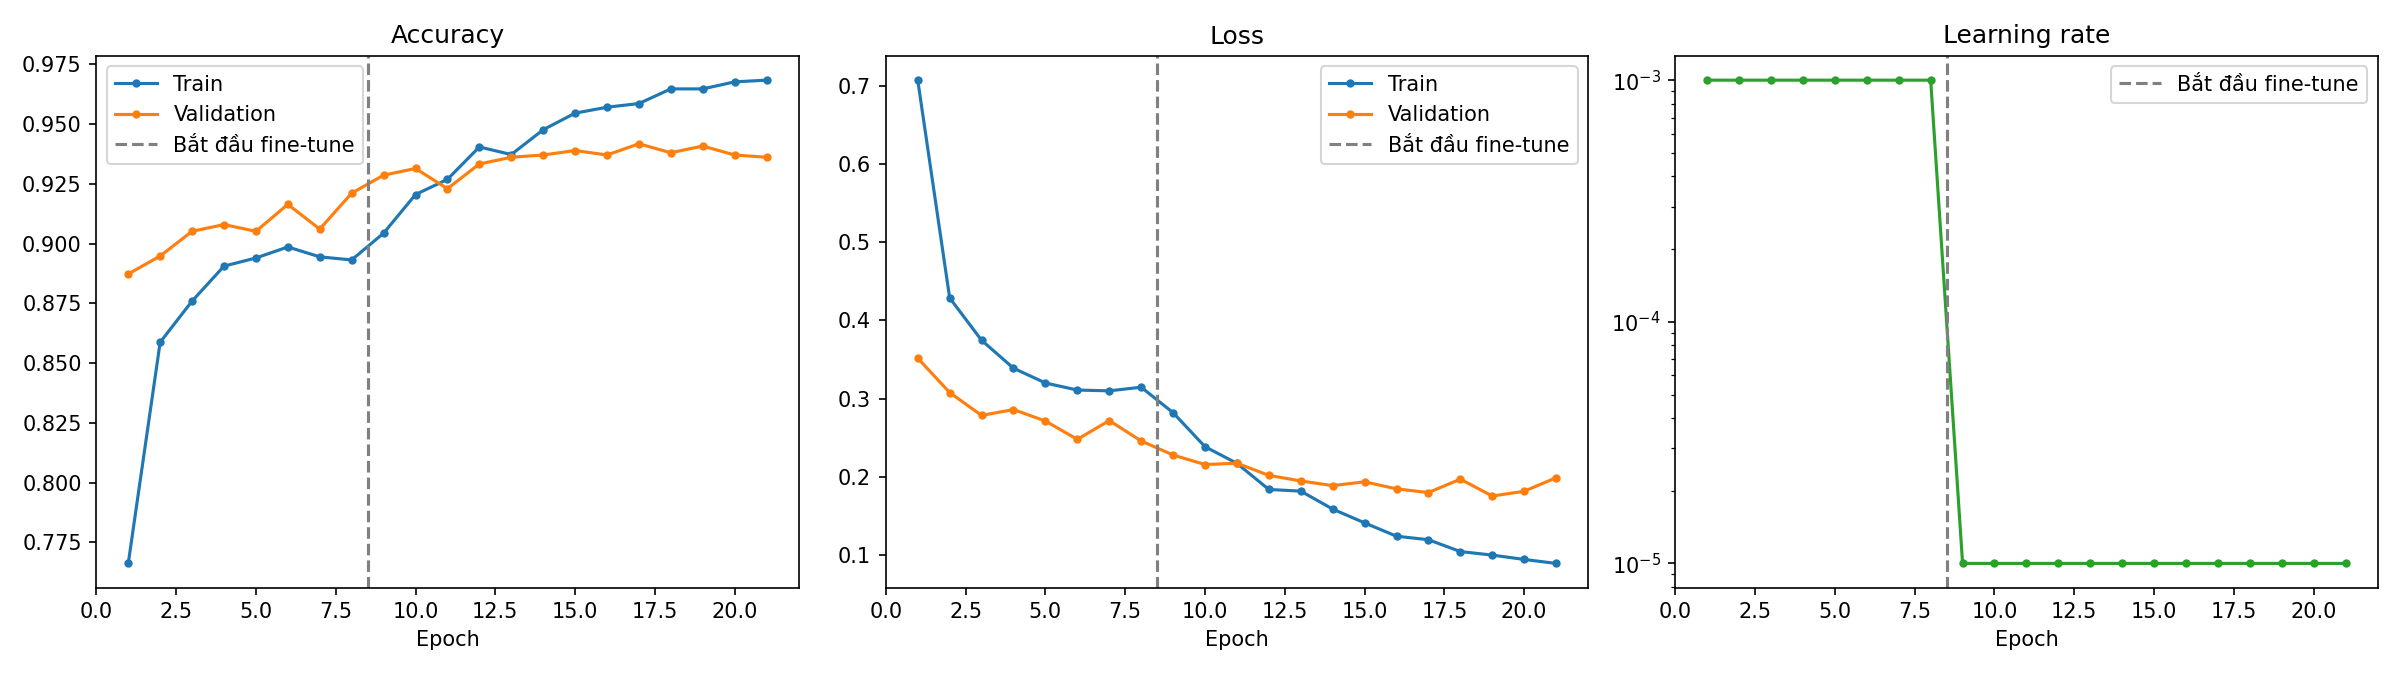 Accuracy
0.975
0.950
0.925
0.900
0.875
0.850
0.825
0.800
0.775
Train
Validation
Bắt đầu fine-tune
0.0 2.5 5.0 7.5 10.0 12.5 15.0 17.5 20.0
Epoch
Loss
0.7
0.6
0.5
0.4
0.3
0.2
0.1
Train
Validation
Bắt đầu fine-tune
0.0 2.5 5.0 7.5 10.0 12.5 15.0 17.5 20.0
Epoch
Learning rate
10⁻³
10⁻⁴
10⁻⁵
Bắt đầu fine-tune
0.0 2.5 5.0 7.5 10.0 12.5 15.0 17.5 20.0
Epoch